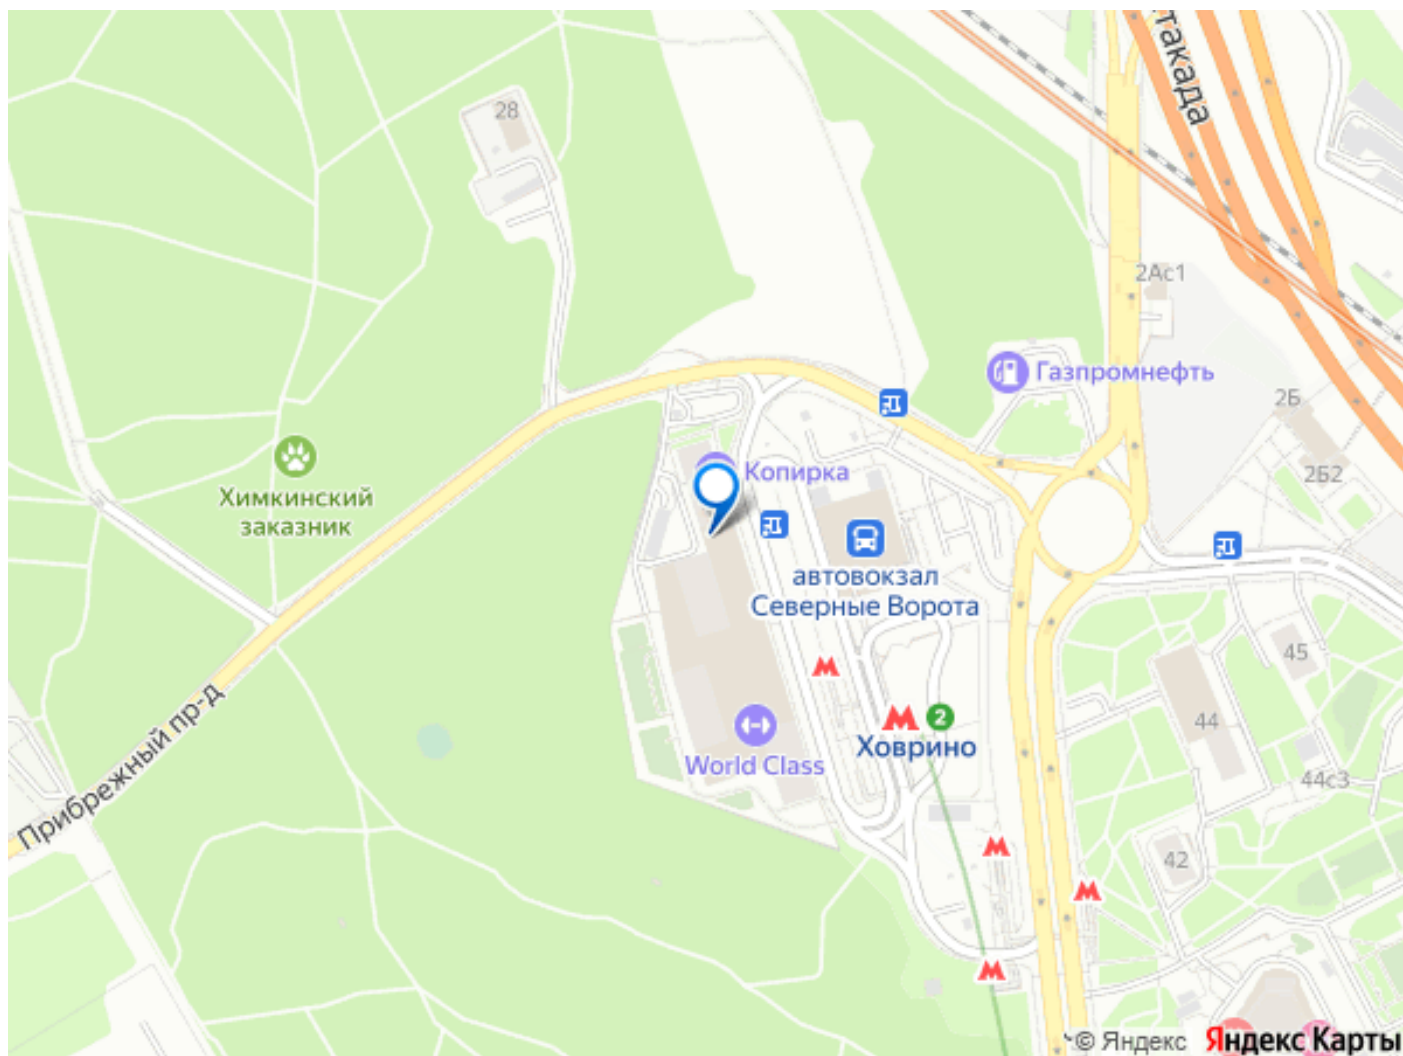 такада
28
2Ас1
Газпромнефть
2Б
2Б2
Копирка
Химкинский
заказник
автовокзал
Северные Ворота
45
44
44с3
42
World Class
2
Ховрино
Прибрежный пр-д
© Яндекс Яндекс Карты